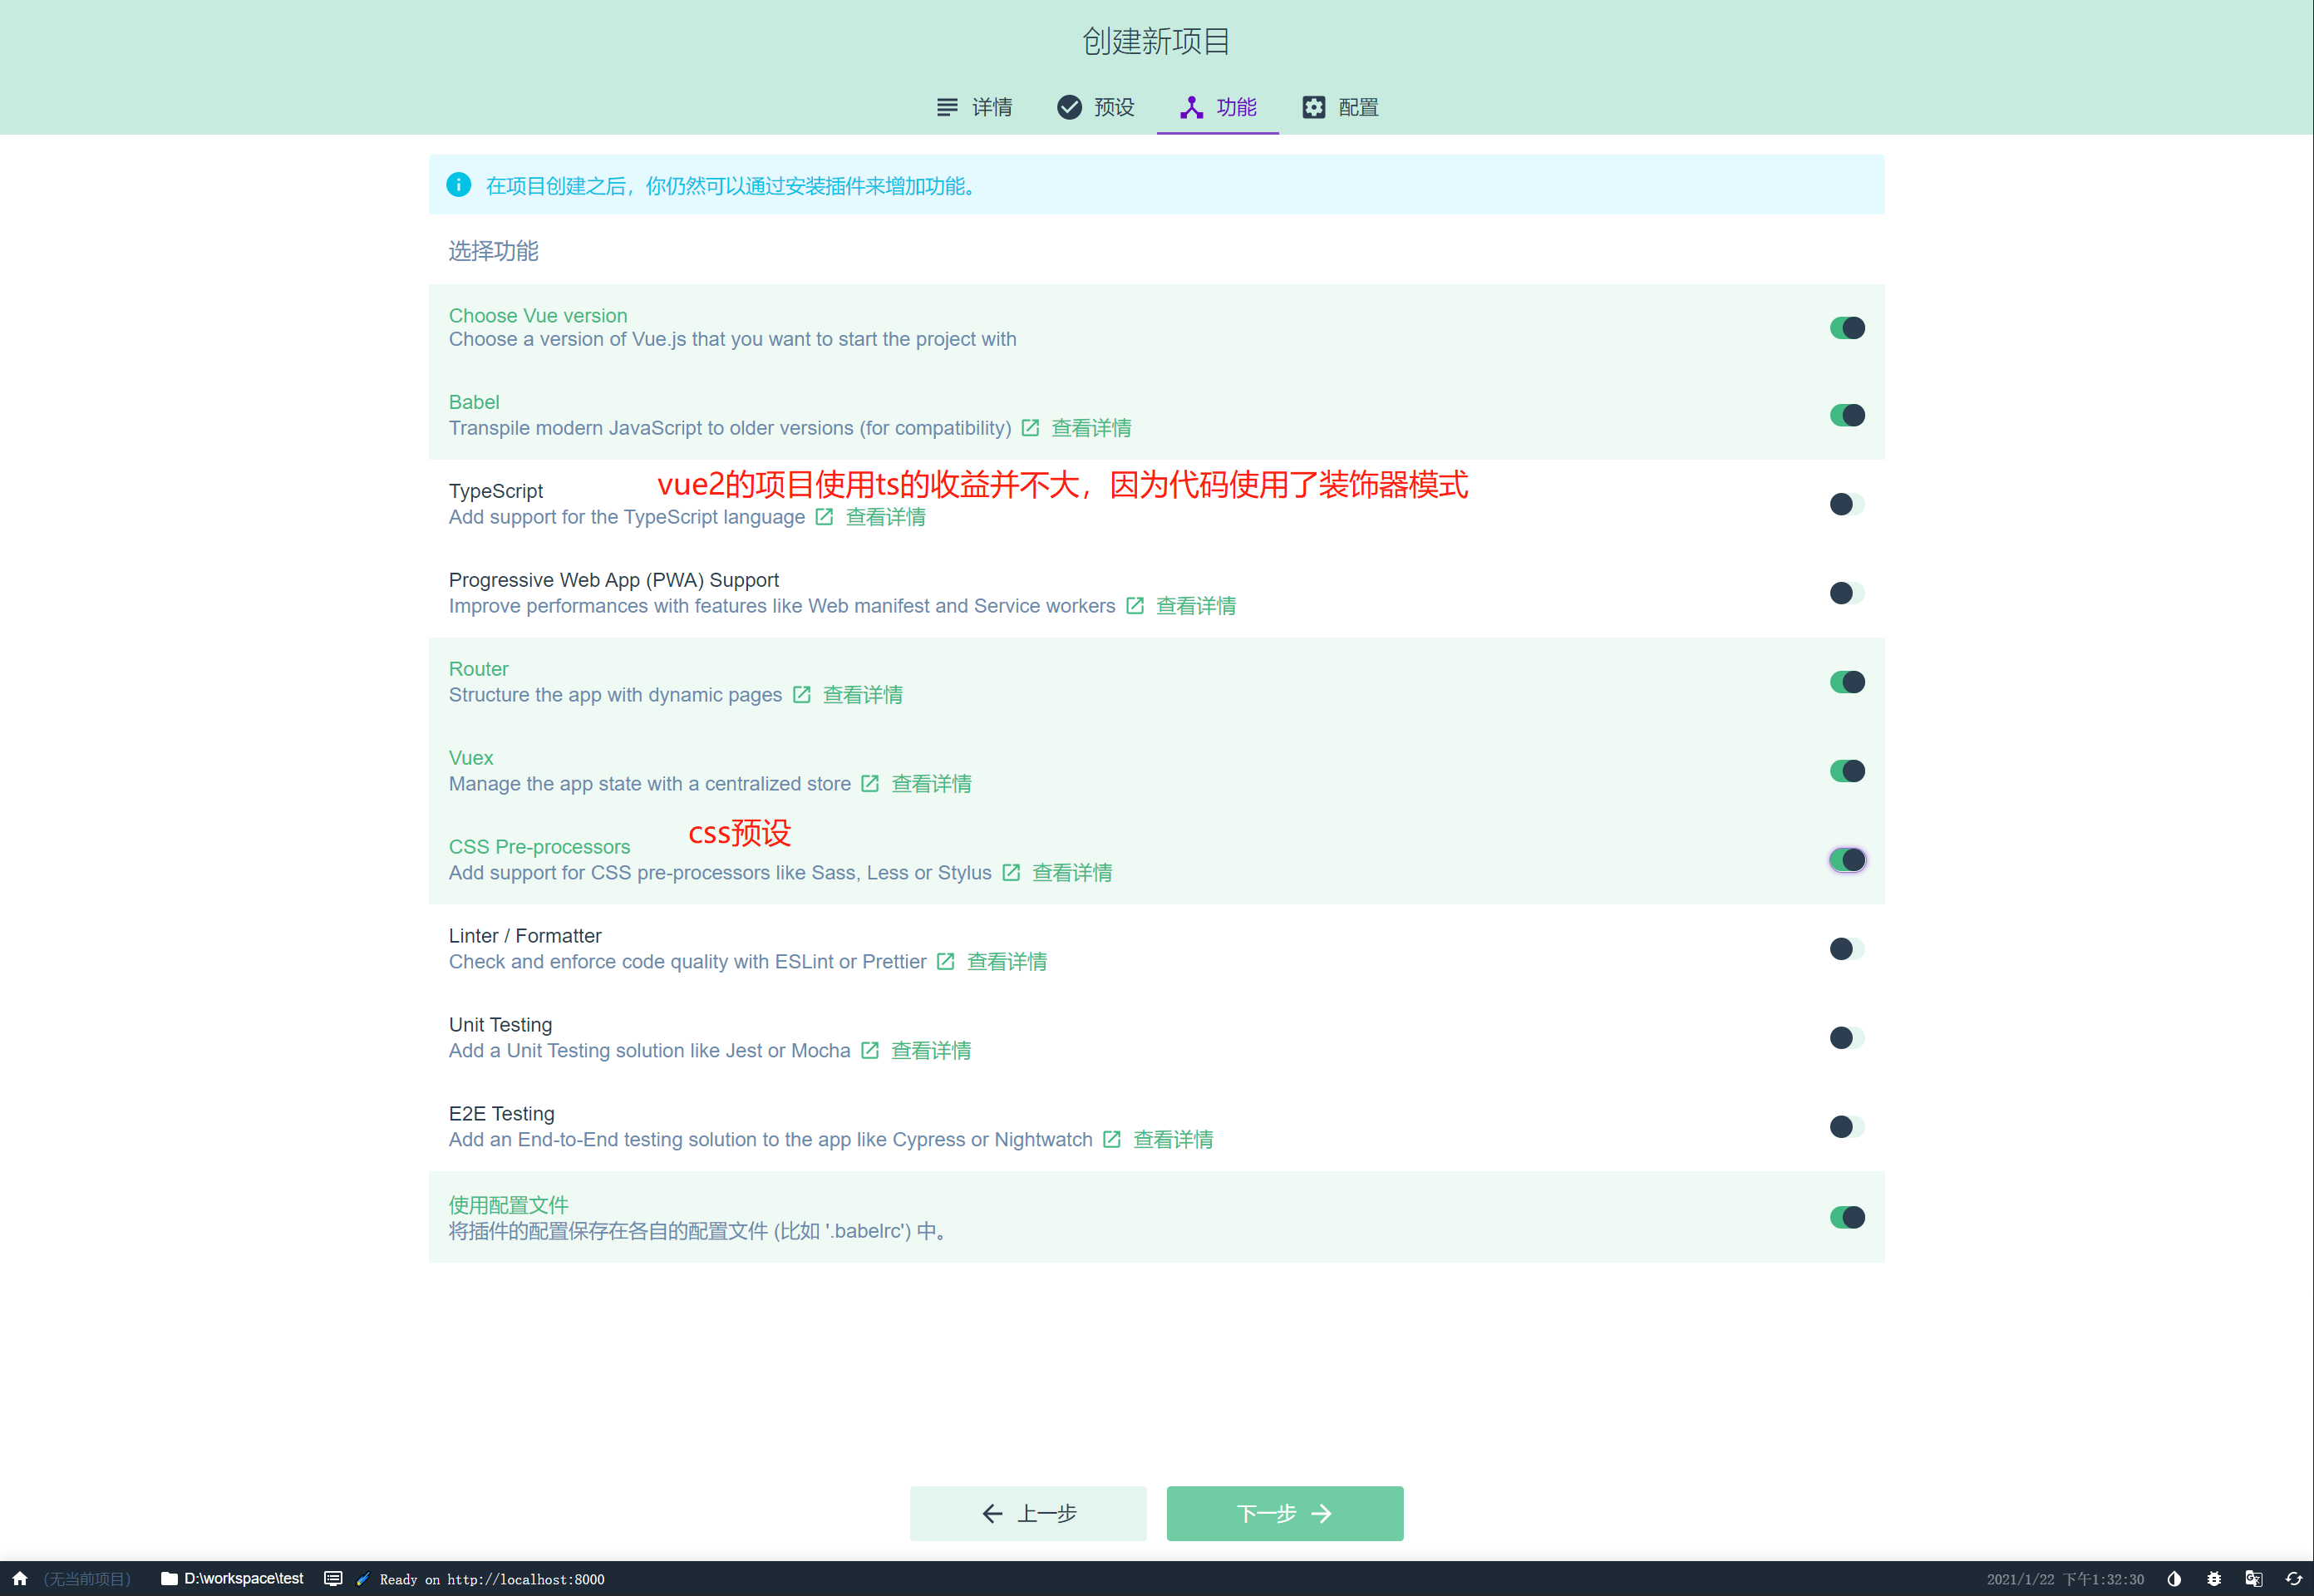 创建新项目
详情 预设 功能 配置
在项目创建之后，你仍然可以通过安装插件来增加功能。
选择功能
Choose Vue version
Choose a version of Vue.js that you want to start the project with
Babel
Transpile modern JavaScript to older versions (for compatibility) 查看详情
vue2的项目使用ts的收益并不大，因为代码使用了装饰器模式
TypeScript
Add support for the TypeScript language 查看详情
Progressive Web App (PWA) Support
Improve performances with features like Web manifest and Service workers 查看详情
Router
Structure the app with dynamic pages 查看详情
Vuex
Manage the app state with a centralized store 查看详情
css预设
CSS Pre-processors
Add support for CSS pre-processors like Sass, Less or Stylus 查看详情
Linter / Formatter
Check and enforce code quality with ESLint or Prettier 查看详情
Unit Testing
Add a Unit Testing solution like Jest or Mocha 查看详情
E2E Testing
Add an End-to-End testing solution to the app like Cypress or Nightwatch 查看详情
使用配置文件
将插件的配置保存在各自的配置文件 (比如 '.babelrc') 中。
上一步 下一步
(无当前项目) D:\workspace\test Ready on http://localhost:8000 2021/1/22 下午1:32:30